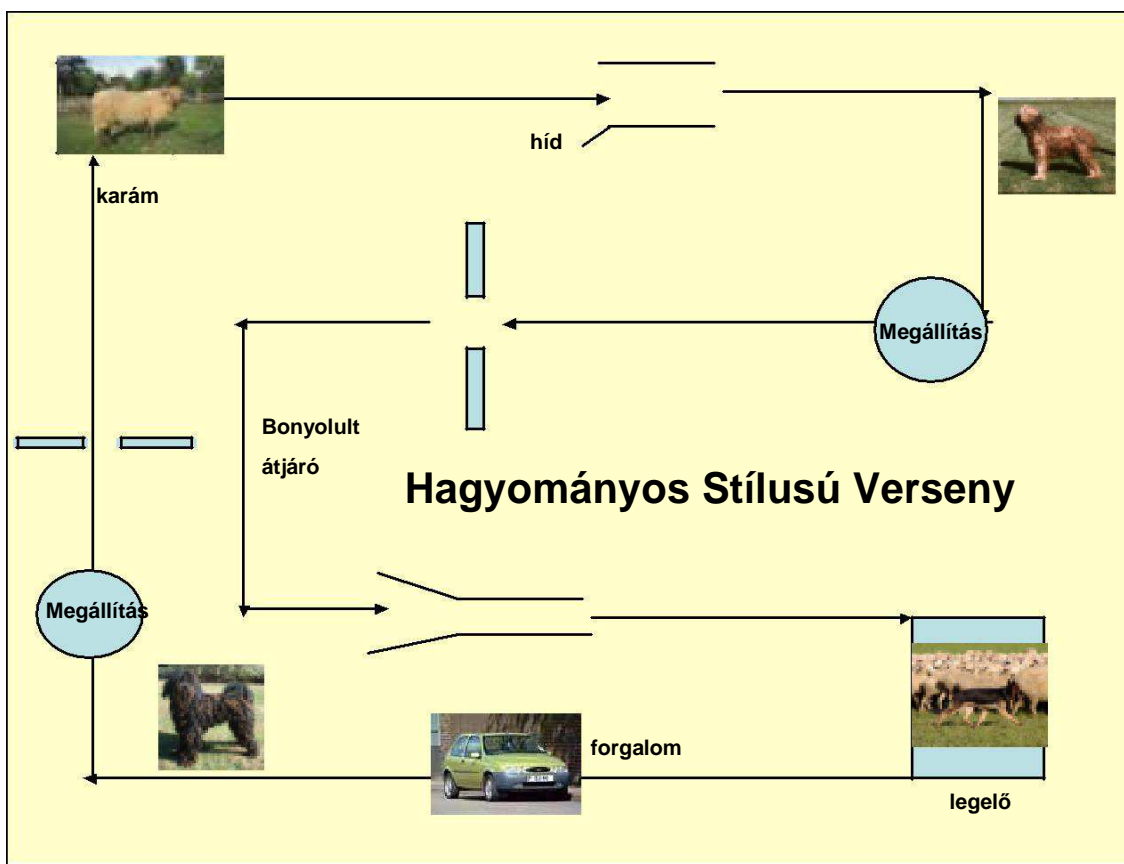 híd
karám
Megállítás
Bonyolult
átjáró
Hagyományos Stílusú Verseny
Megállítás
forgalom
legelő